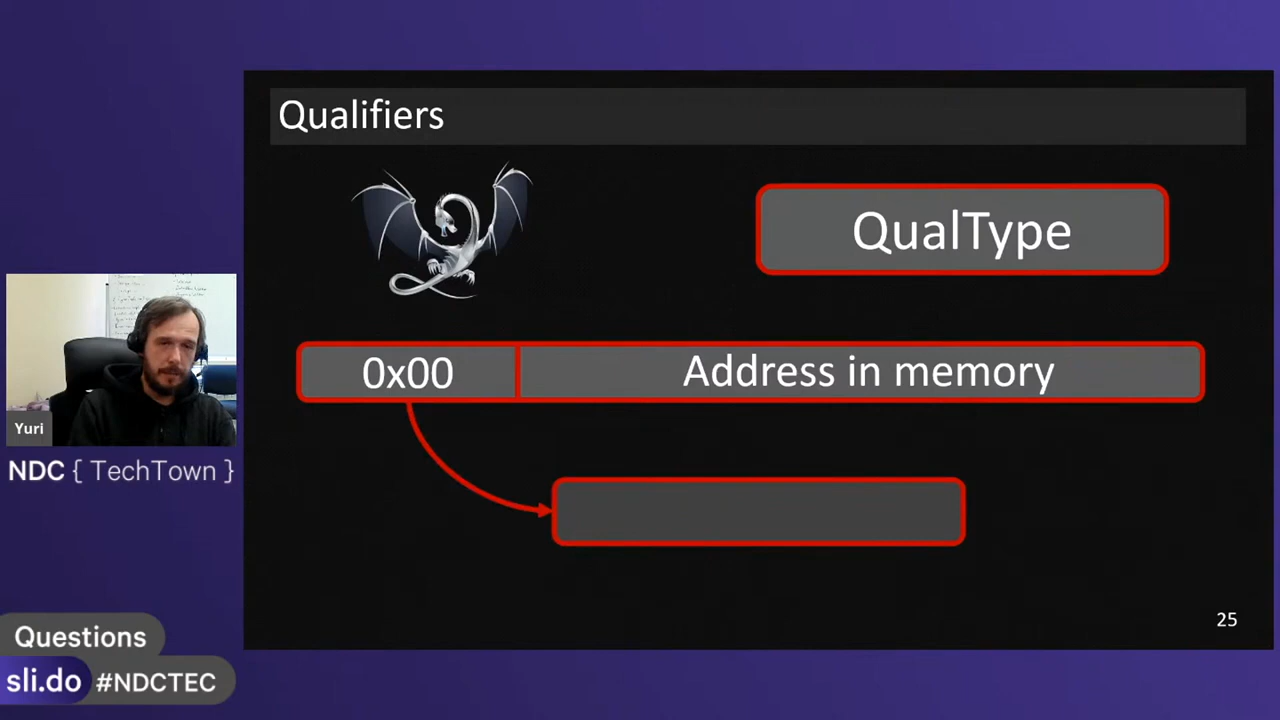 Qualifiers
QualType
0x00
Address in memory
25
Yuri
NDC { TechTown }
Questions
sli.do #NDCTEC